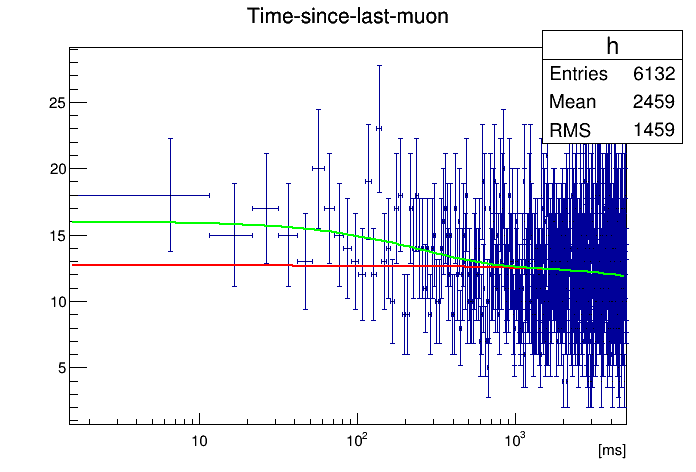 Time-since-last-muon
h
Entries 6132
Mean 2459
RMS 1459
25
20
15
10
5
10
10²
10³
[ms]